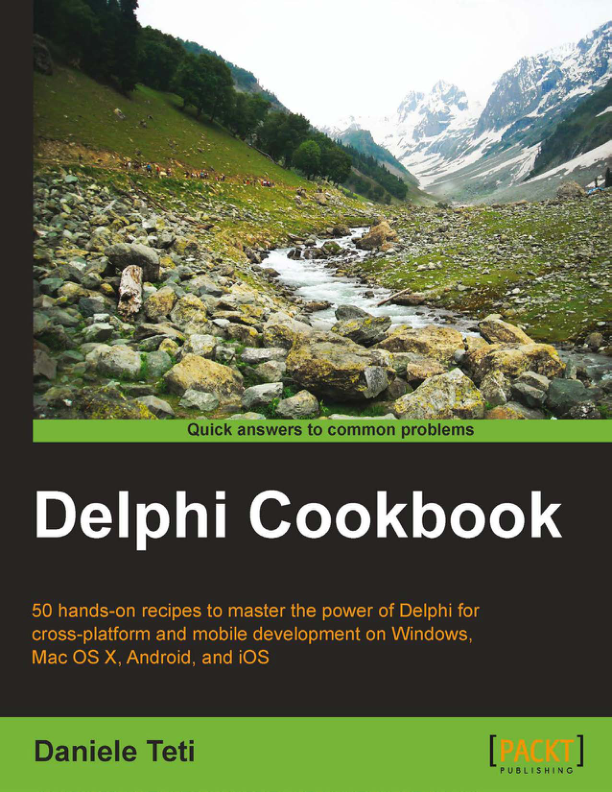 Quick answers to common problems
Delphi Cookbook
50 hands-on recipes to master the power of Delphi for
cross-platform and mobile development on Windows,
Mac OS X, Android, and iOS
Daniele Teti
[PACKT]
PUBLISHING